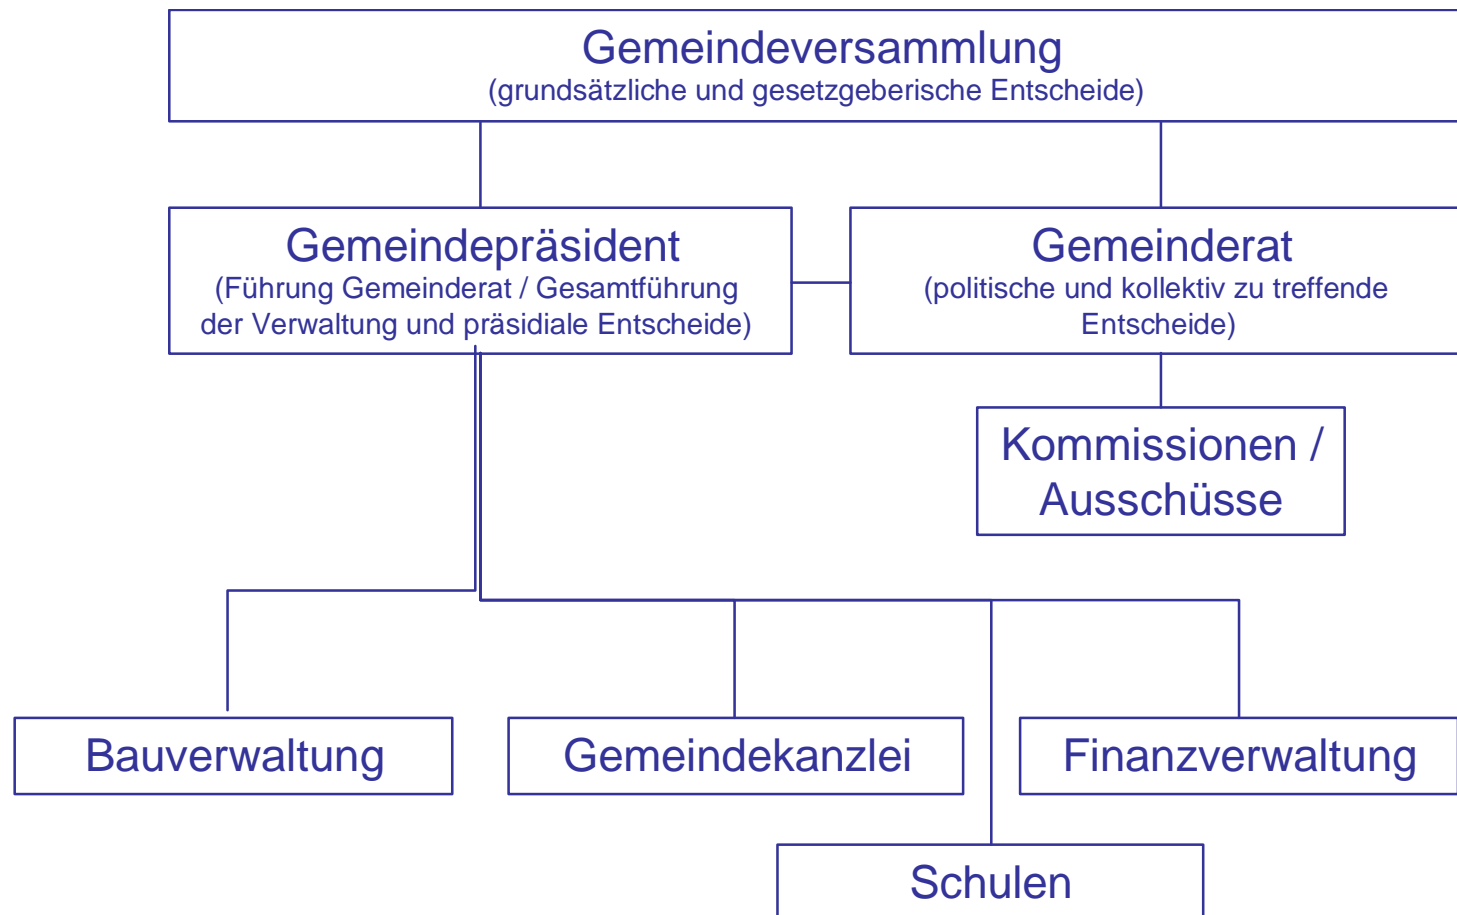 Gemeindeversammlung
(grundsätzliche und gesetzgeberische Entscheide)
Gemeindepräsident
(Führung Gemeinderat / Gesamtführung
der Verwaltung und präsidiale Entscheide)
Gemeinderat
(politische und kollektiv zu treffende
Entscheide)
Kommissionen /
Ausschüsse
Bauverwaltung
Gemeindekanzlei
Finanzverwaltung
Schulen